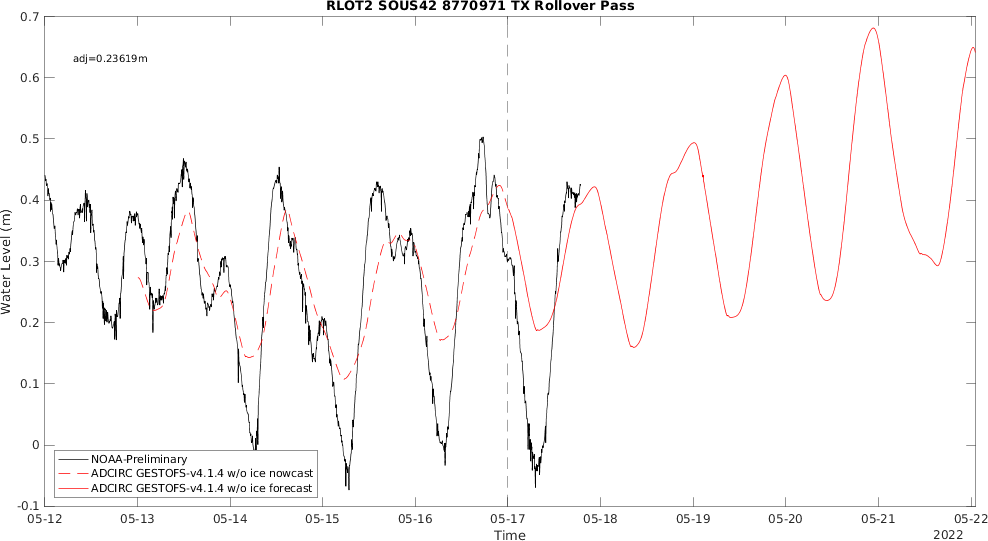 RLOT2 SOUS42 8770971 TX Rollover Pass
0.7
adj=0.23619m
0.6
0.5
0.4
0.3
0.2
0.1
0
-0.1
Water Level (m)
NOAA-Preliminary
ADCIRC GESTOFS-v4.1.4 w/o ice nowcast
ADCIRC GESTOFS-v4.1.4 w/o ice forecast
05-12 05-13 05-14 05-15 05-16 05-17 05-18 05-19 05-20 05-21 05-22
Time
2022